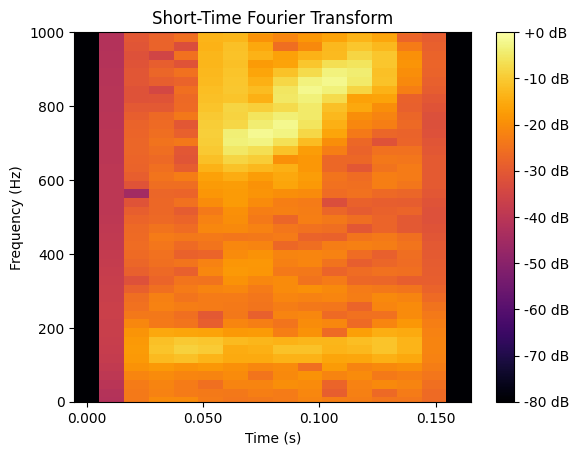 Short-Time Fourier Transform
1000
800
600
400
200
0
Frequency (Hz)
0.000
0.050
0.100
0.150
Time (s)
+0 dB
-10 dB
-20 dB
-30 dB
-40 dB
-50 dB
-60 dB
-70 dB
-80 dB